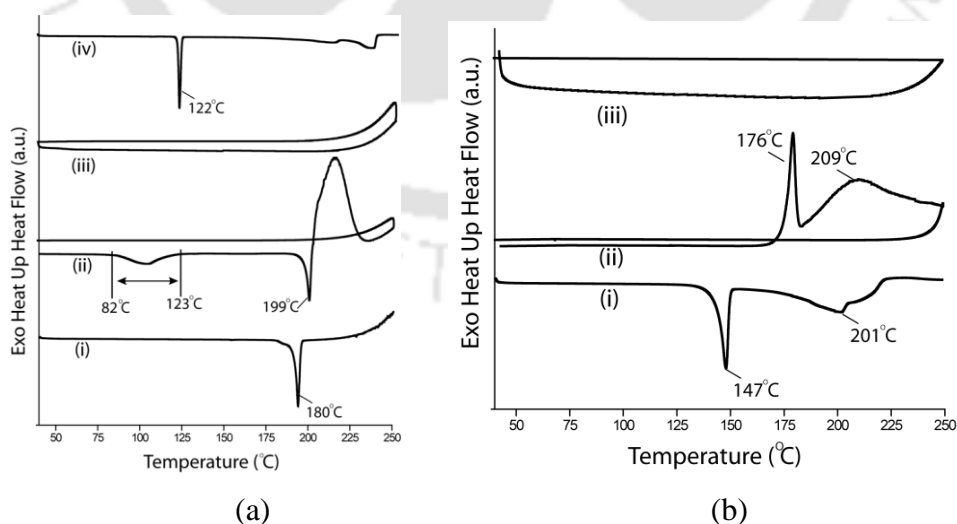 (a)
Exo Heat Up Heat Flow (a.u.)
(iv)
122°C
(iii)
(ii)
82°C
123°C
199°C
(i)
180°C
50 75 100 125 150 175 200 225 250
Temperature (°C)
(a)
b)
Exo Heat Up Heat Flow (a.u.)
(iii)
176°C
209°C
(ii)
(i)
201°C
147°C
50 75 100 125 150 175 200 225 250
Temperature (°C)
(b)